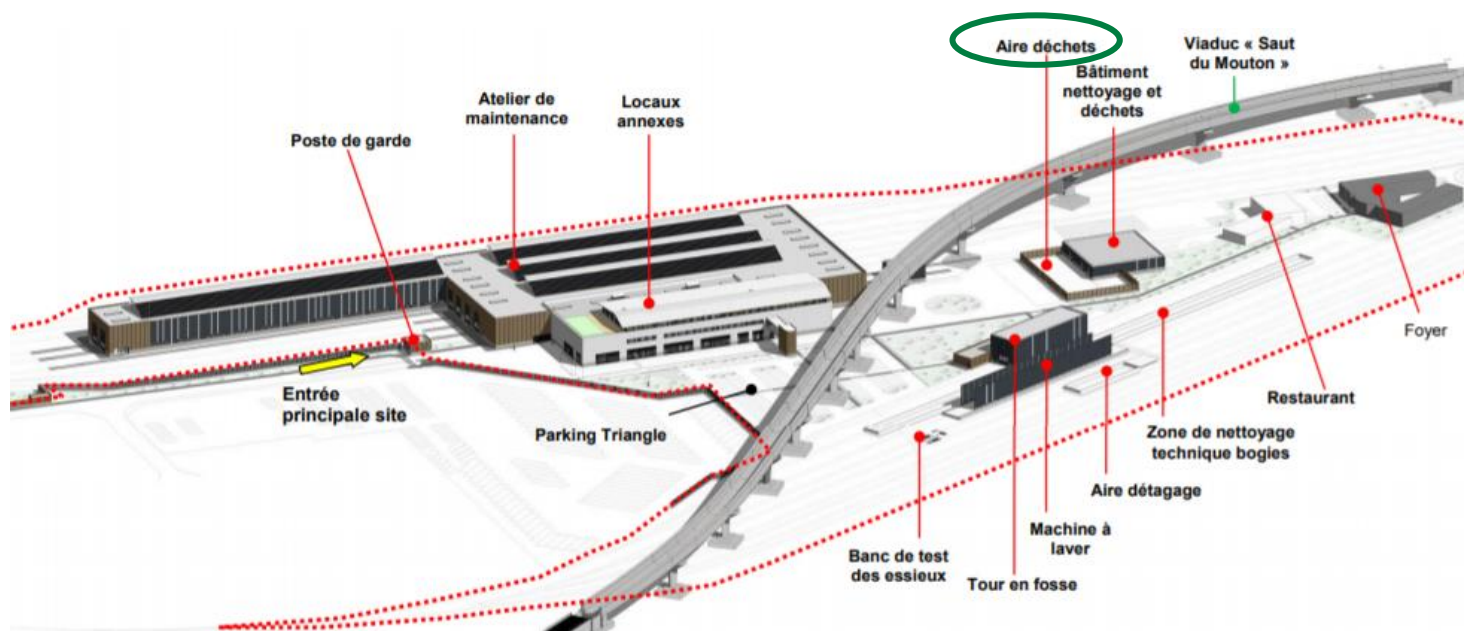 Aire déchets
Viaduc « Saut
du Mouton »
Bâtiment
nettoyage et
déchets
Atelier de
maintenance
Locaux
annexes
Poste de garde
Entrée
principale site
Parking Triangle
Foyer
Restaurant
Zone de nettoyage
technique bogies
Aire détagage
Machine à
laver
Banc de test
des essieux
Tour en fosse